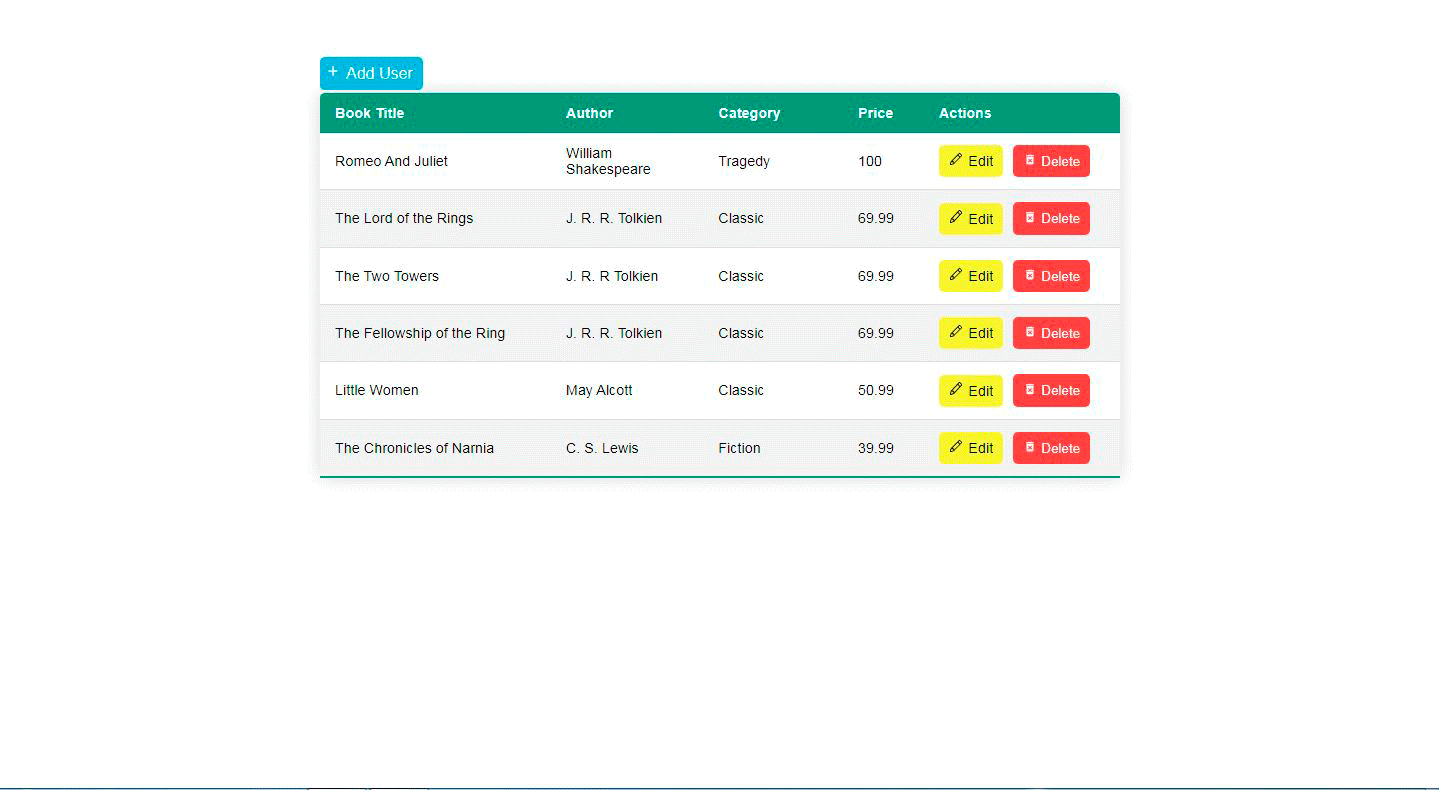 + Add User
Book Title Author Category Price Actions
Romeo And Juliet William Shakespeare Tragedy 100 Edit Delete
The Lord of the Rings J. R. R. Tolkien Classic 69.99 Edit Delete
The Two Towers J. R. R Tolkien Classic 69.99 Edit Delete
The Fellowship of the Ring J. R. R. Tolkien Classic 69.99 Edit Delete
Little Women May Alcott Classic 50.99 Edit Delete
The Chronicles of Narnia C. S. Lewis Fiction 39.99 Edit Delete